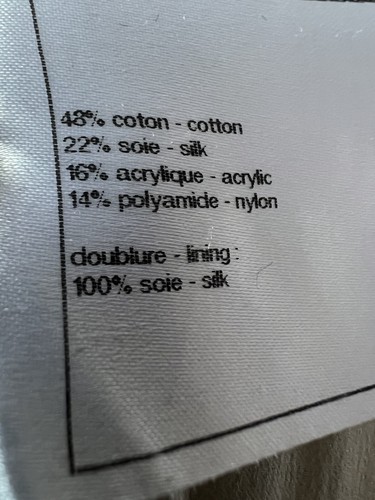 48% coton - cotton
22% soie - silk
16% acrylique - acrylic
14% polyamide - nylon
doublure - lining :
100% soie - silk